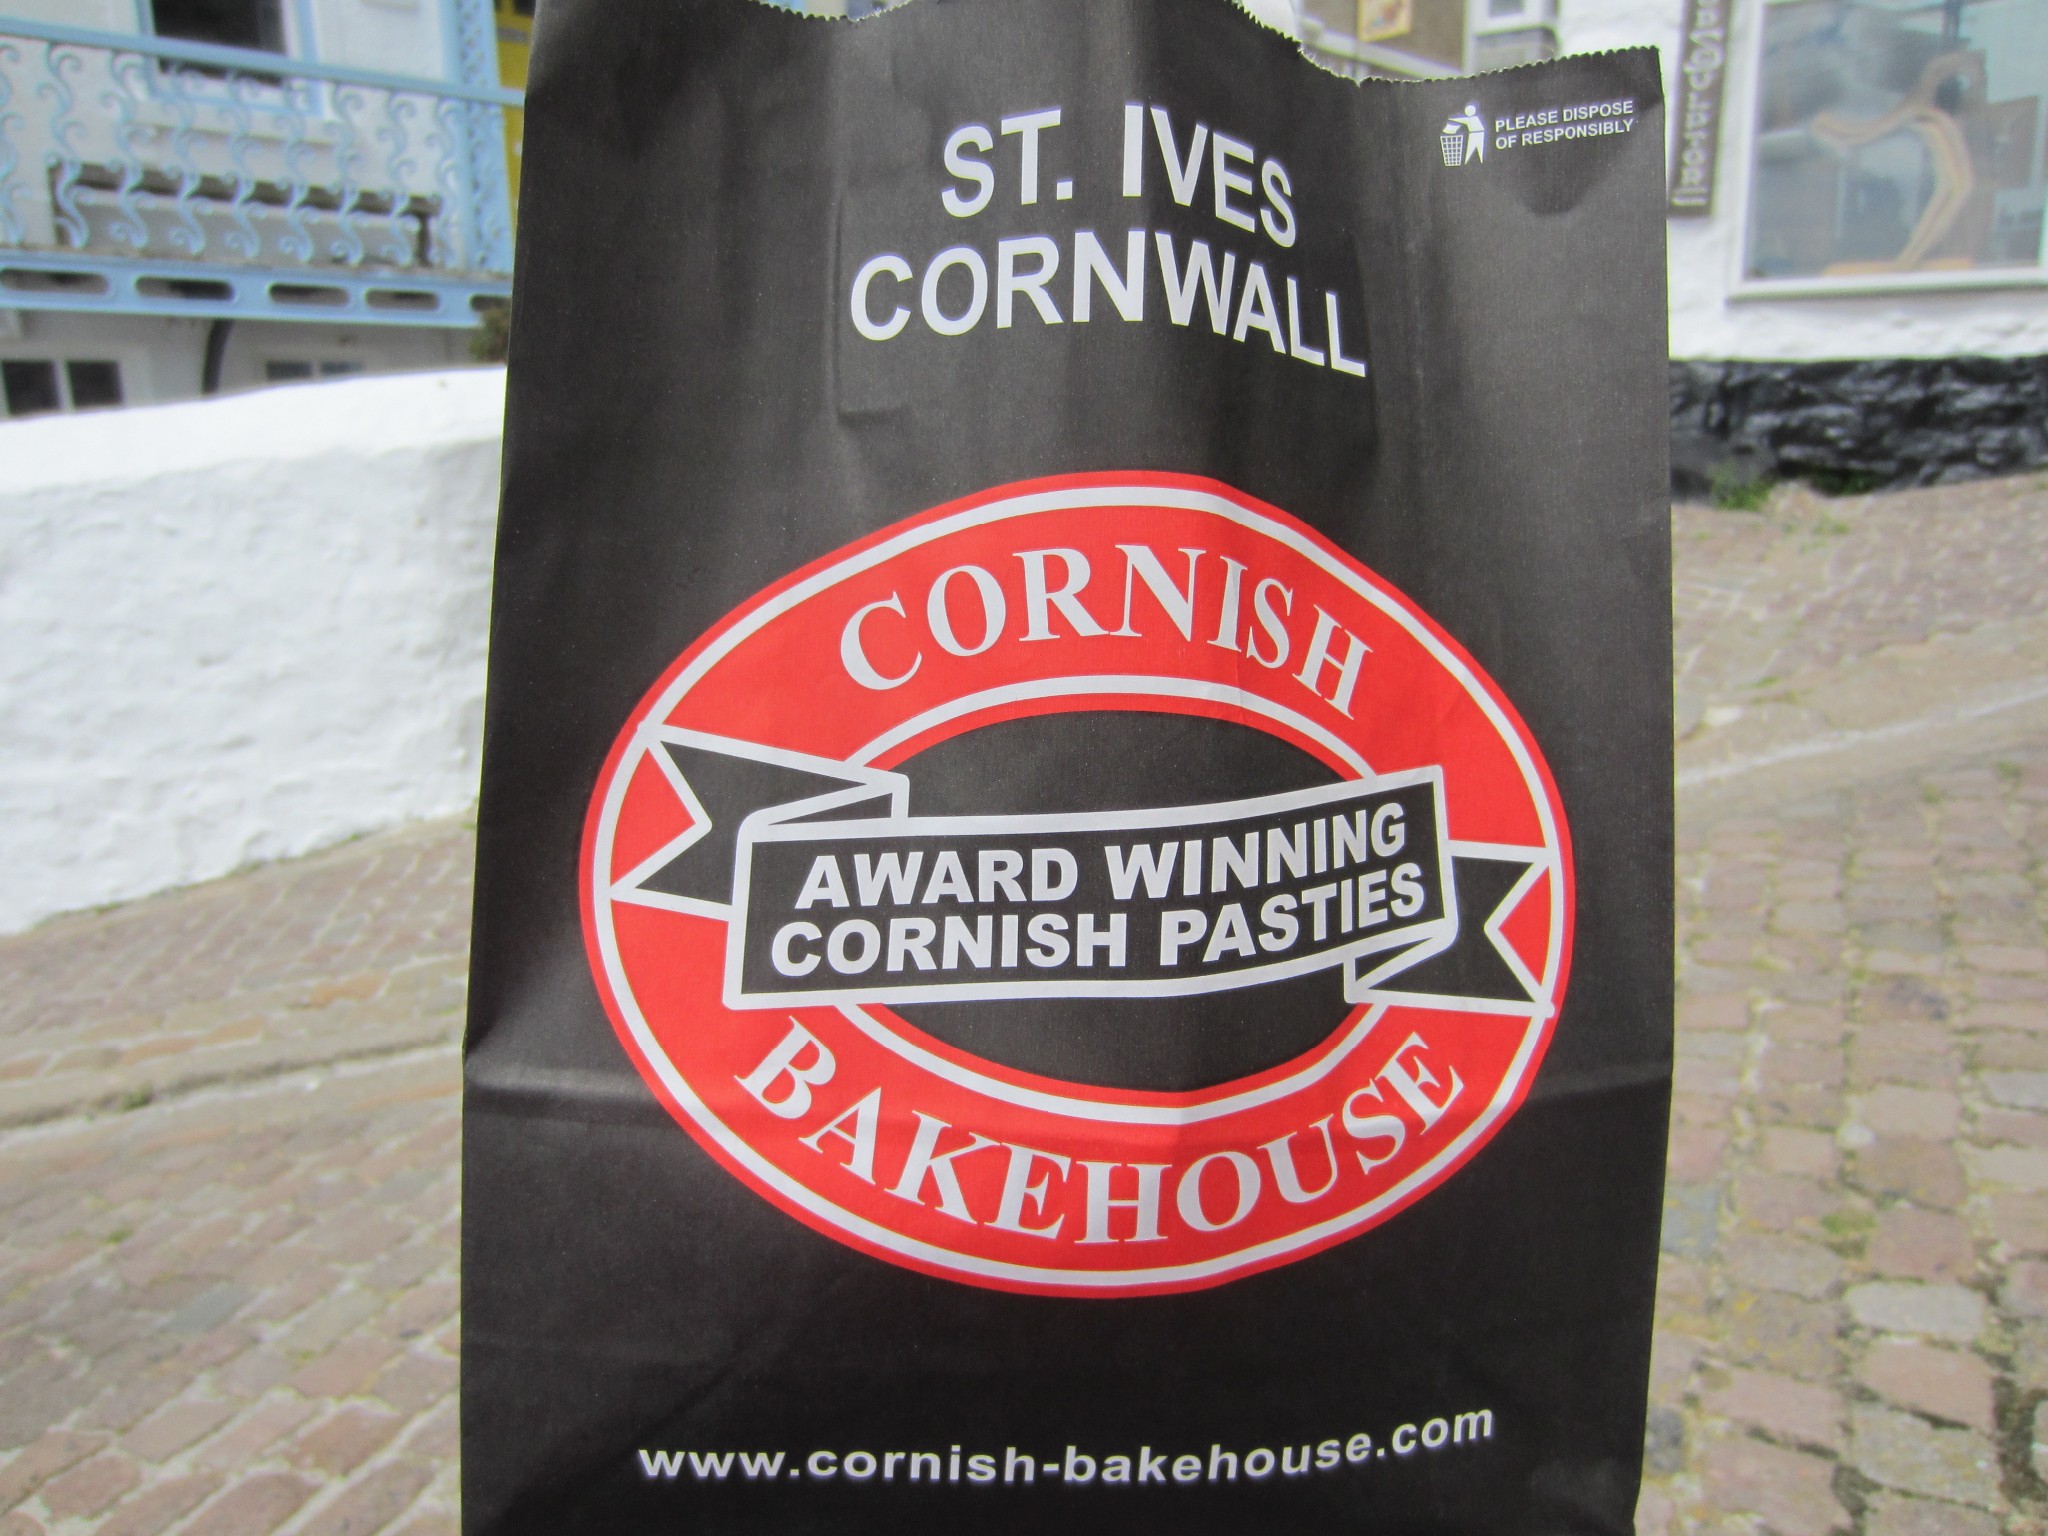 ST. IVES
CORNWALL
PLEASE DISPOSE
OF RESPONSIBLY
CORNISH
AWARD WINNING
CORNISH PASTIES
BAKEHOUSE
www.cornish-bakehouse.com